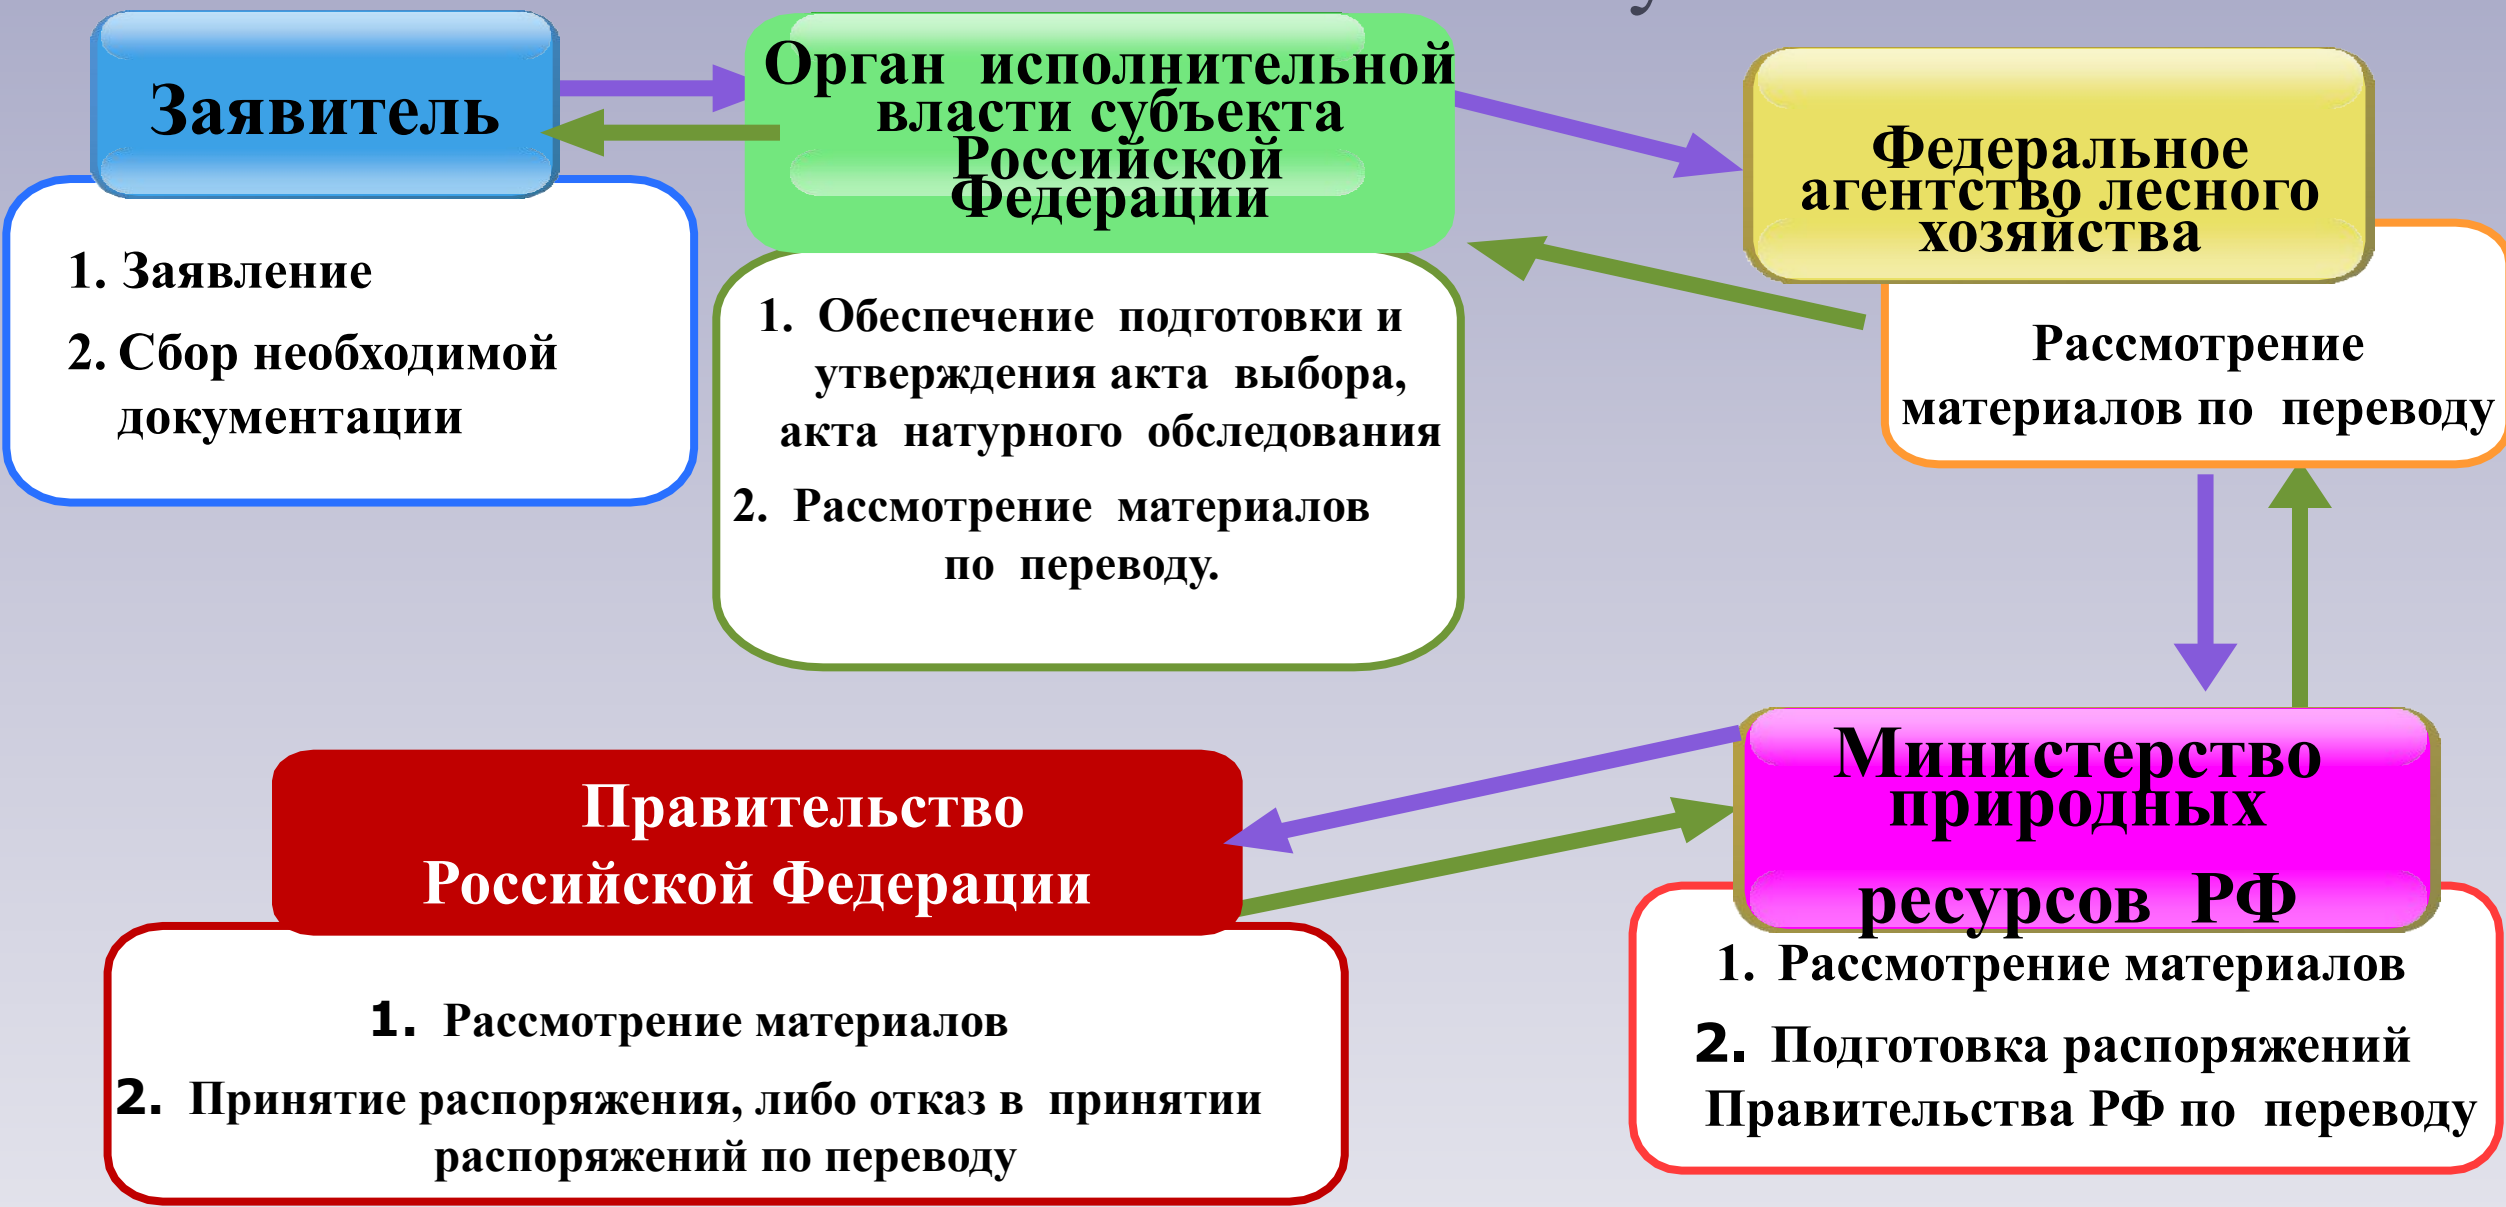 Заявитель
1. Заявление
2. Сбор необходимой
документации
Орган исполнительной
власти субъекта
Российской
Федерации
1. Обеспечение подготовки и
утверждения акта выбора,
акта натурного обследования
2. Рассмотрение материалов
по переводу.
Федеральное
агентство лесного
хозяйства
Рассмотрение
материалов по переводу
Министерство
природных
ресурсов РФ
1. Рассмотрение материалов
2. Подготовка распоряжений
Правительства РФ по переводу
Правительство
Российской Федерации
1. Рассмотрение материалов
2. Принятие распоряжения, либо отказ в принятии
распоряжений по переводу